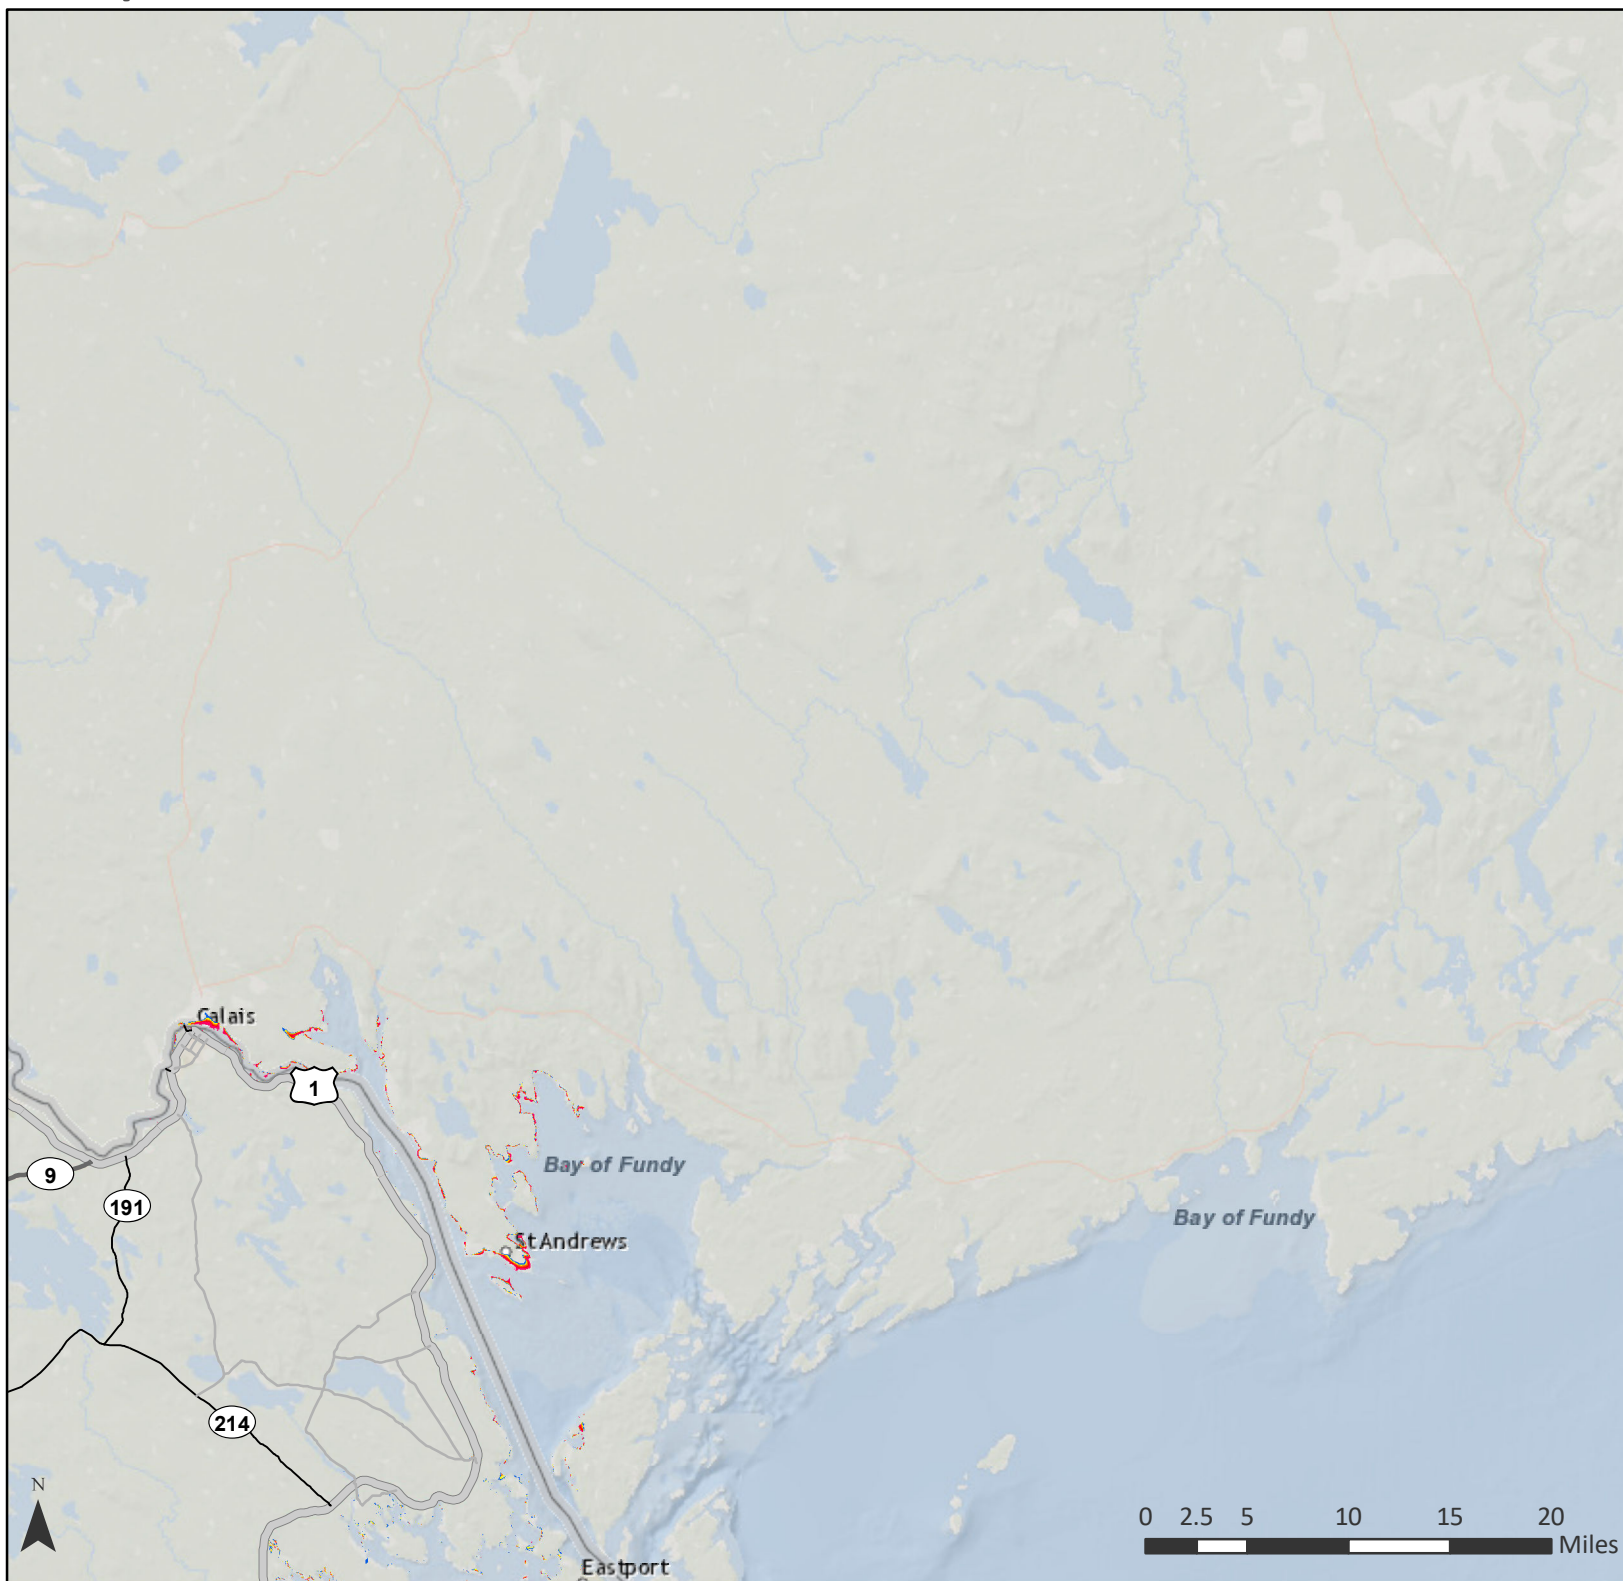 Calais
1
Bay of Fundy
9
191
Bay of Fundy
St Andrews
214
N
0 2.5 5 10 15 20
Miles
Eastport